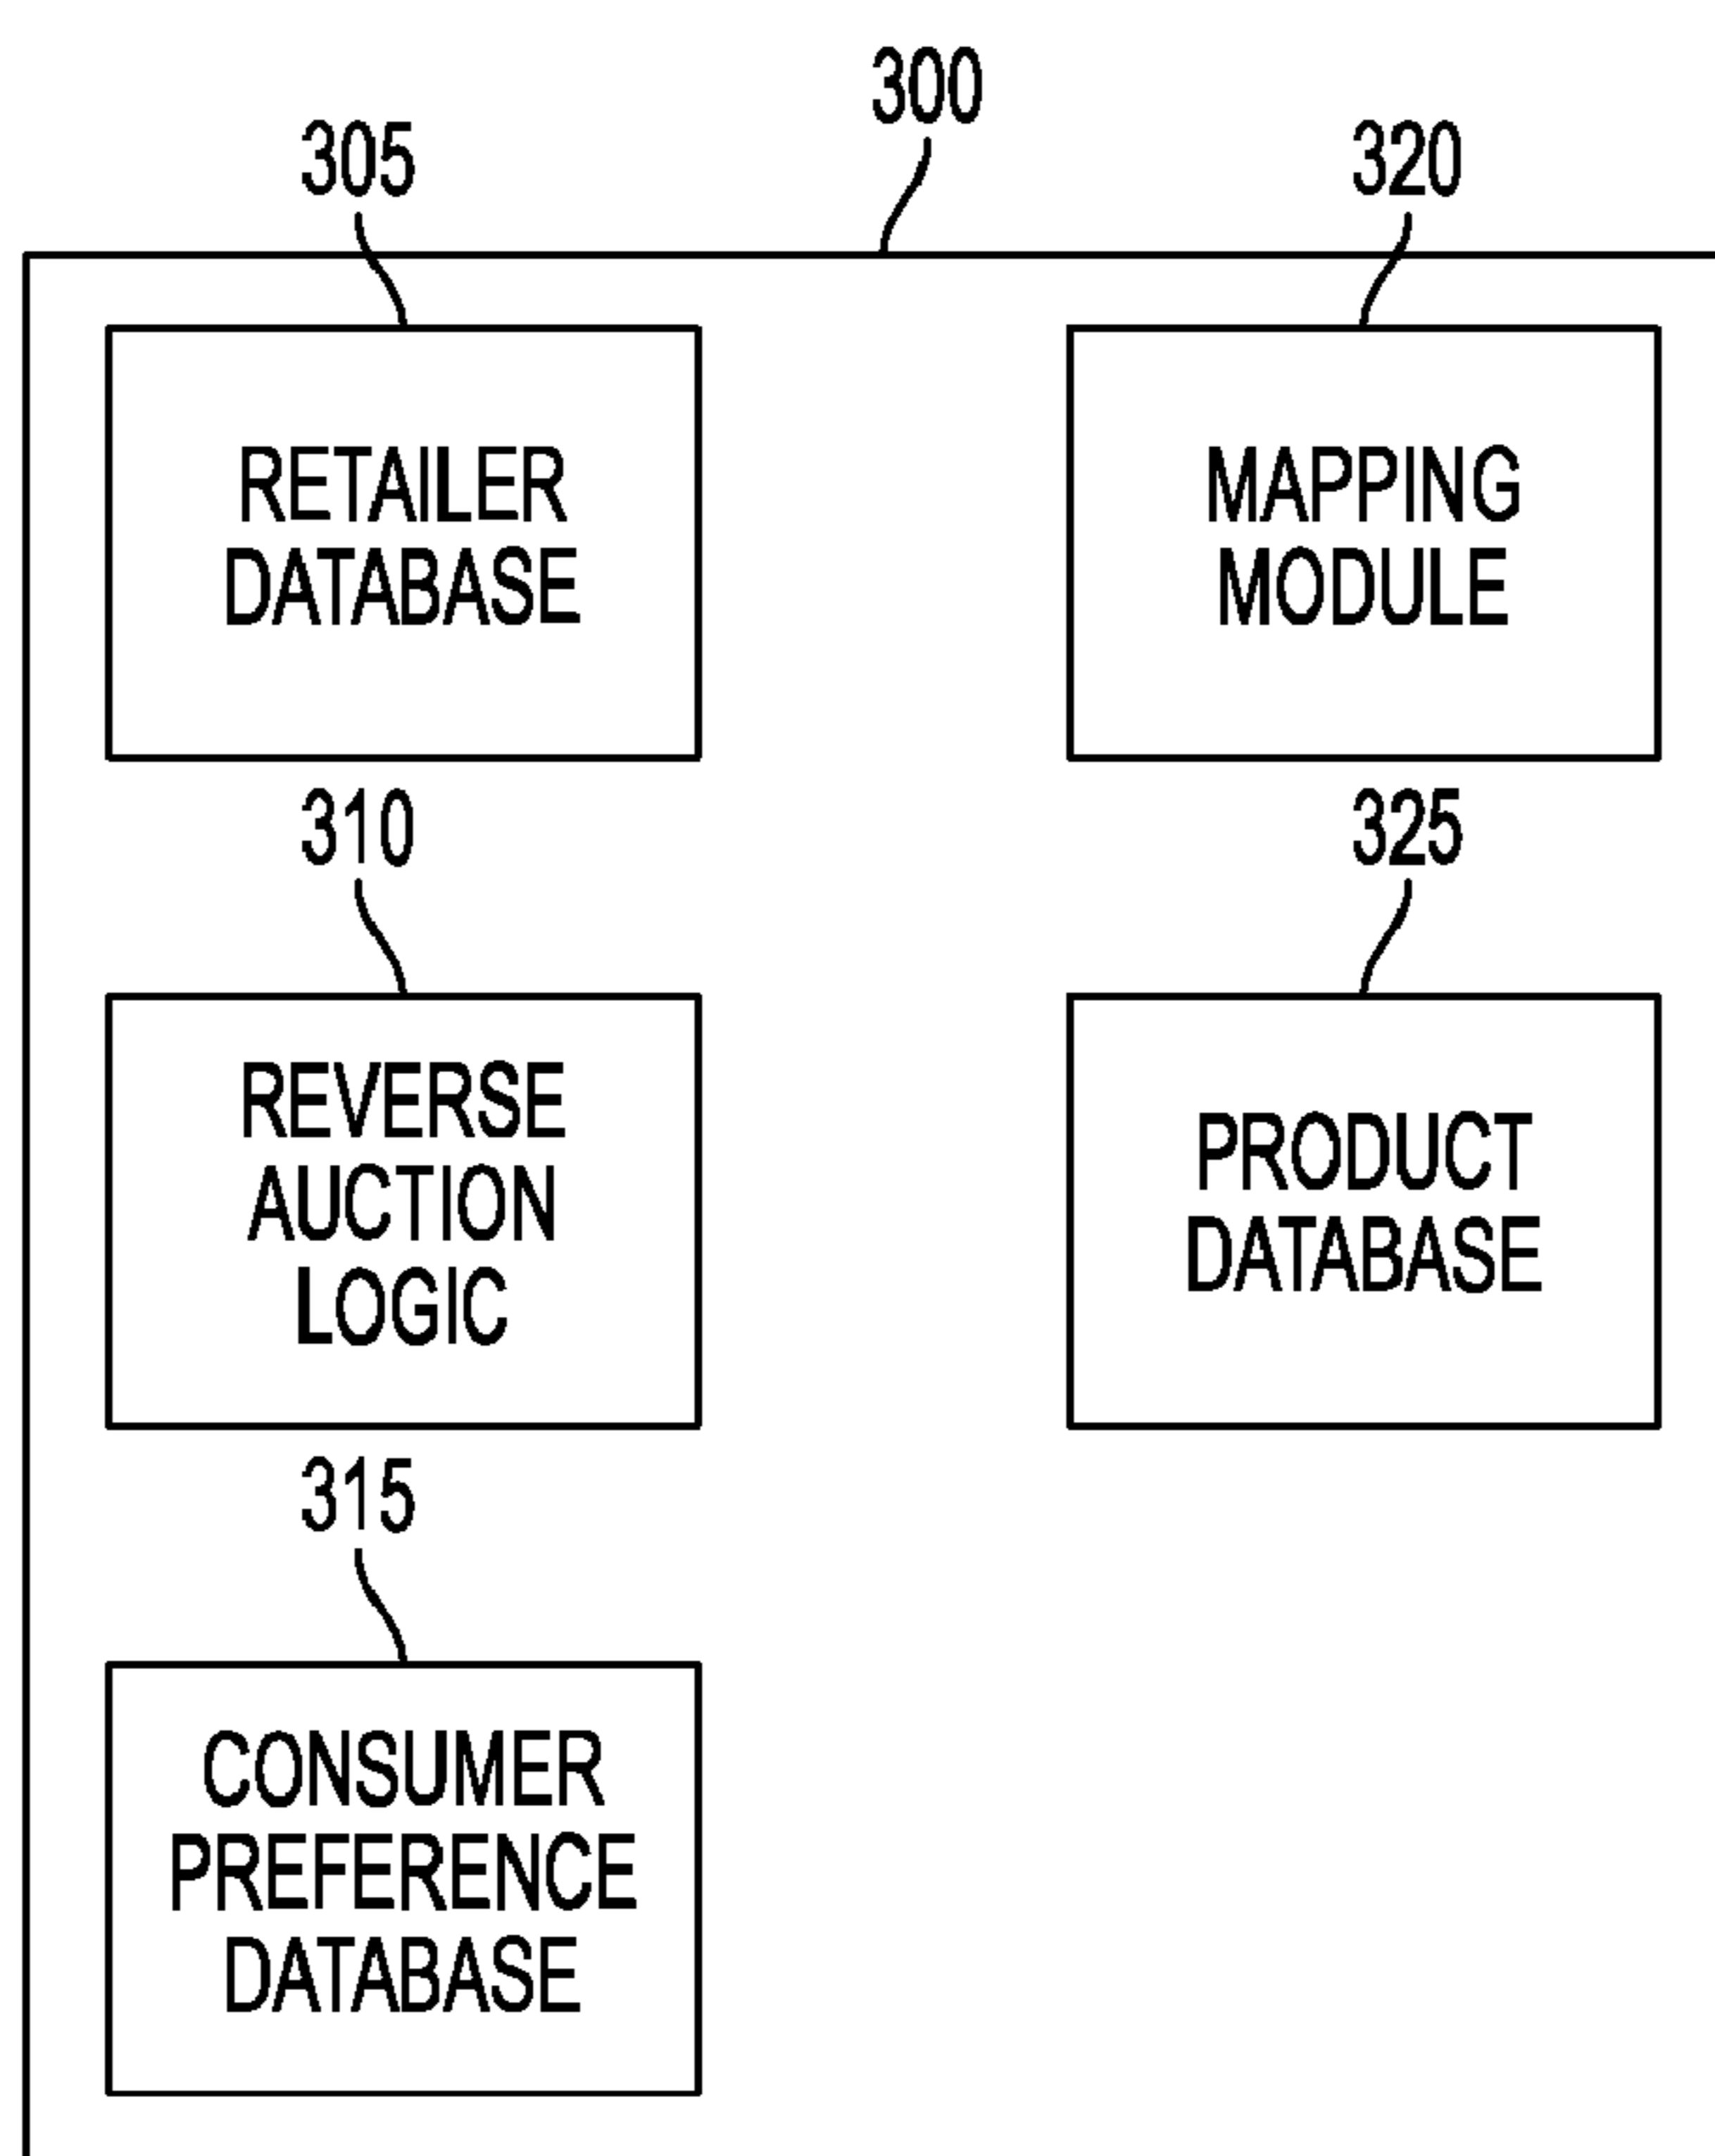 300
305
RETAILER
DATABASE
310
REVERSE
AUCTION
LOGIC
315
CONSUMER
PREFERENCE
DATABASE
320
MAPPING
MODULE
325
PRODUCT
DATABASE